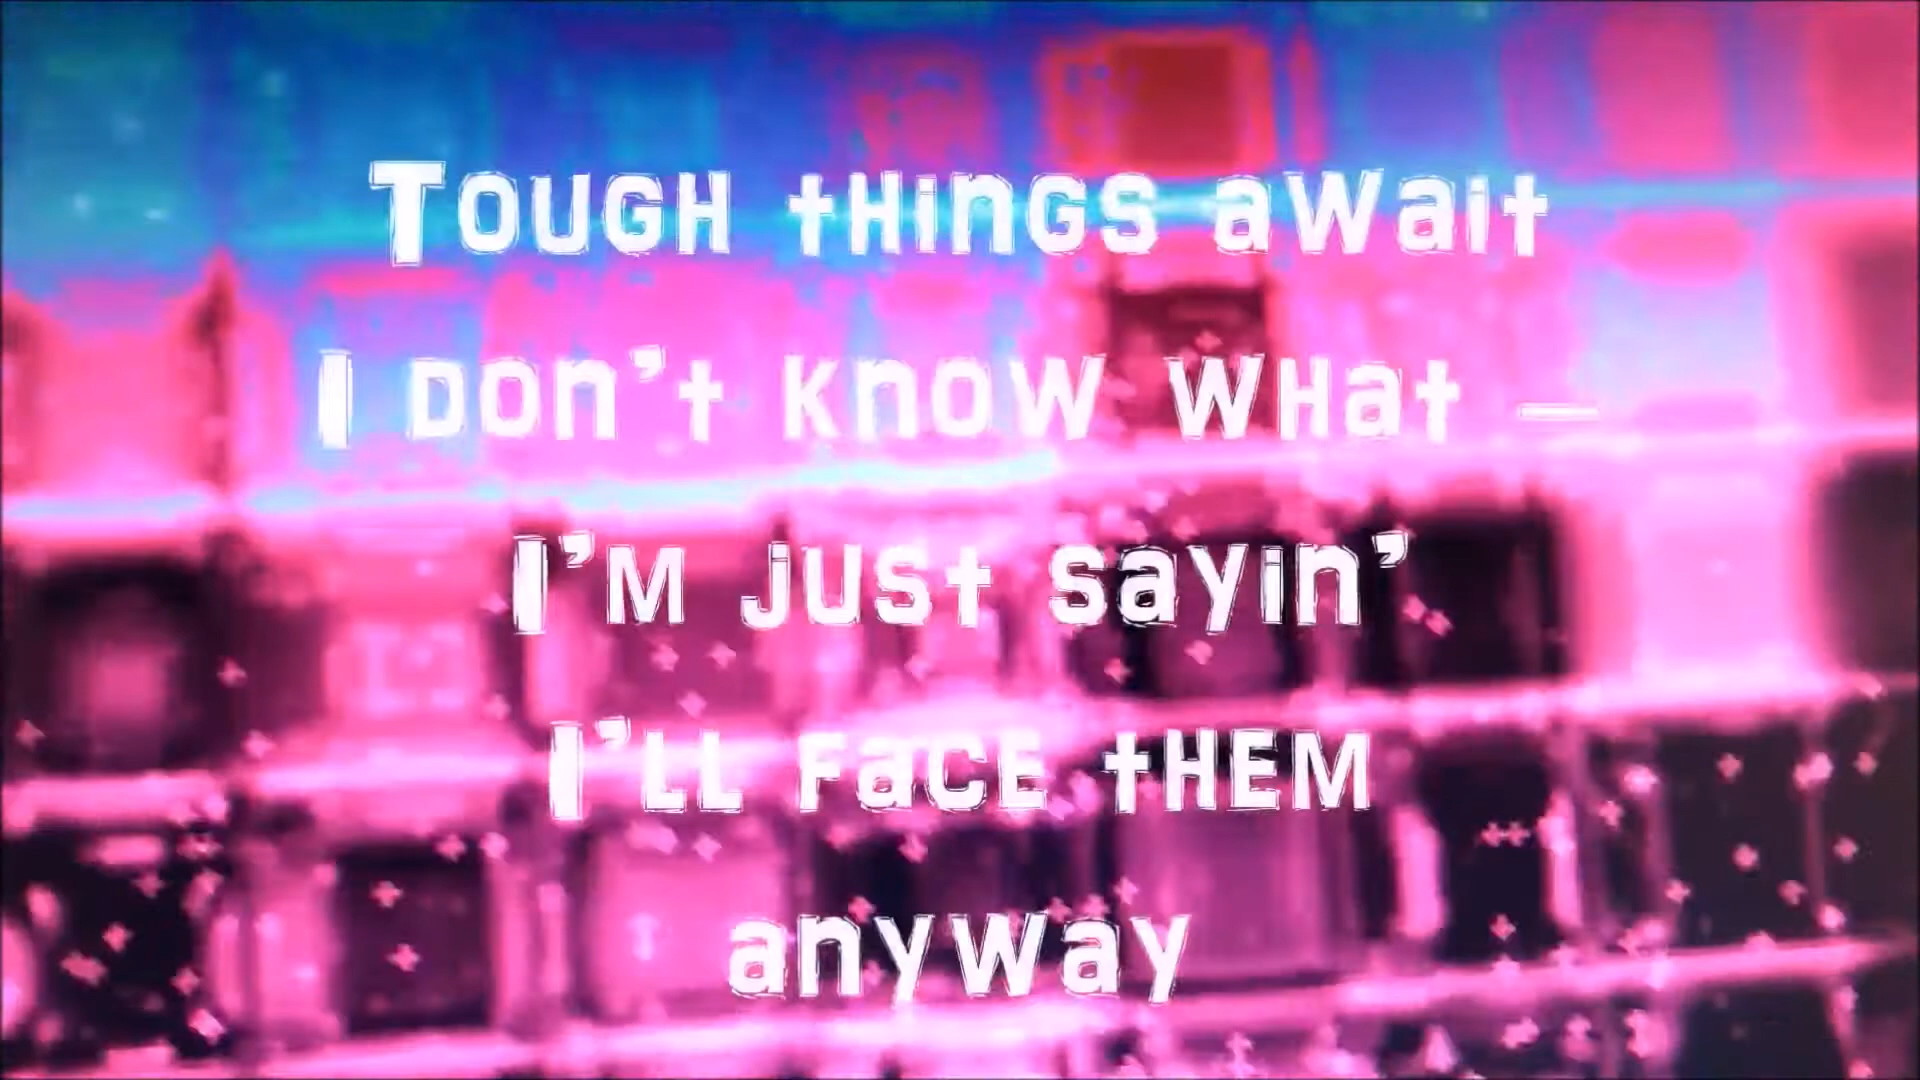 Tough things await
I don't know what –
I'm just sayin'
I'll face them
anyway